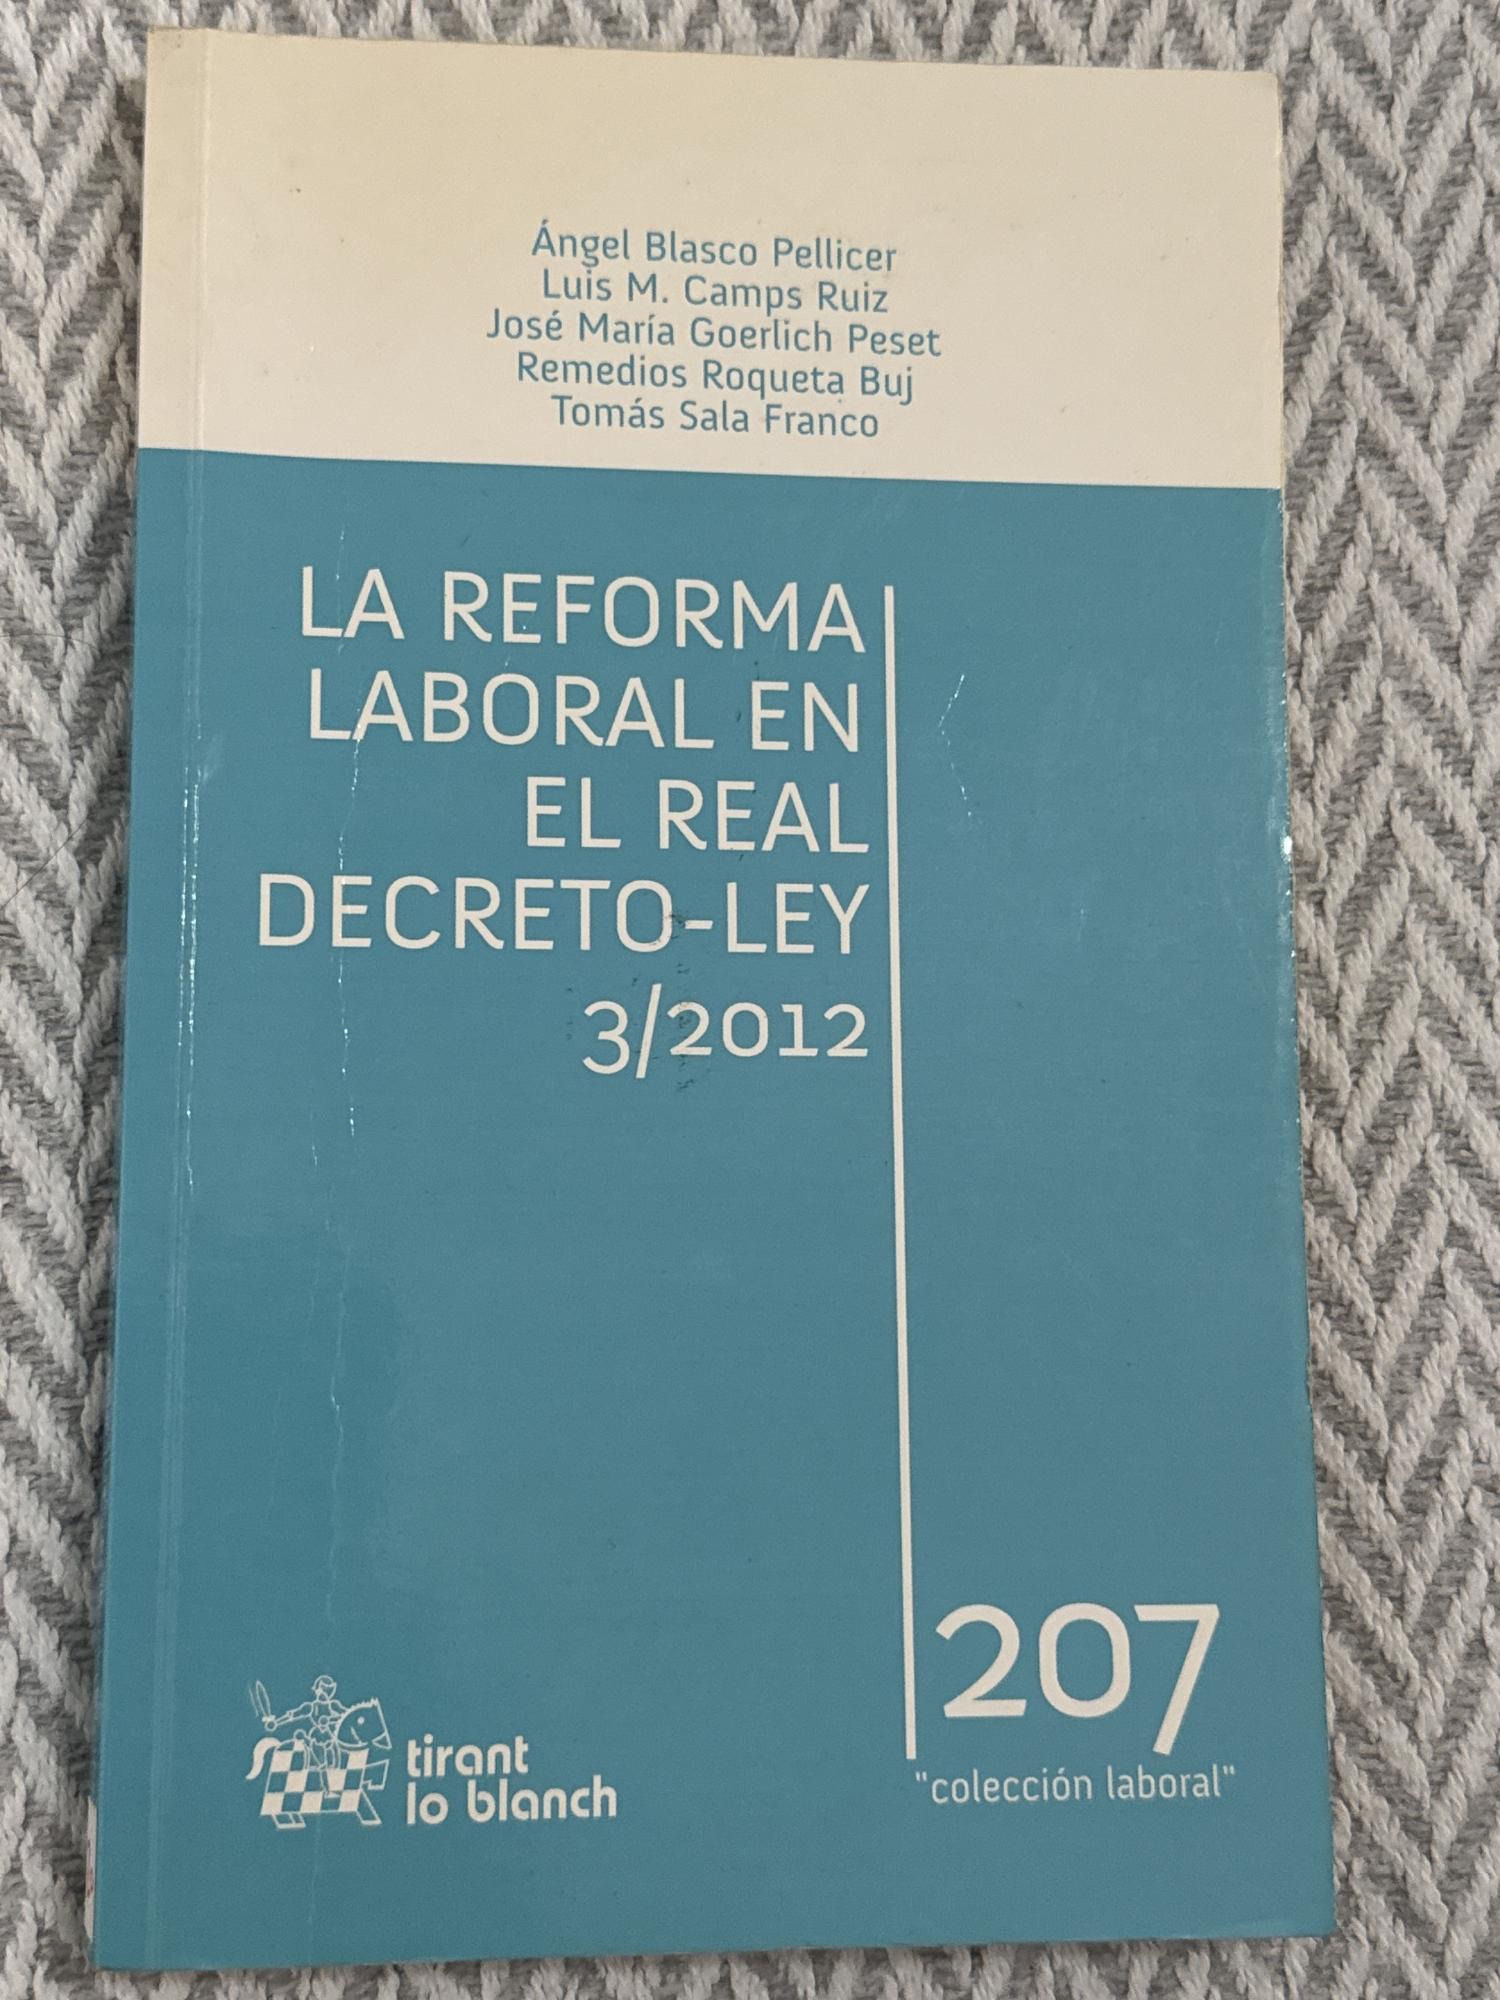 Ángel Blasco Pellicer
Luis M. Camps Ruiz
José María Goerlich Peset
Remedios Roqueta Buj
Tomás Sala Franco
LA REFORMA
LABORAL EN
EL REAL
DECRETO-LEY
3/2012
207
"colección laboral"
tirant
lo blanch